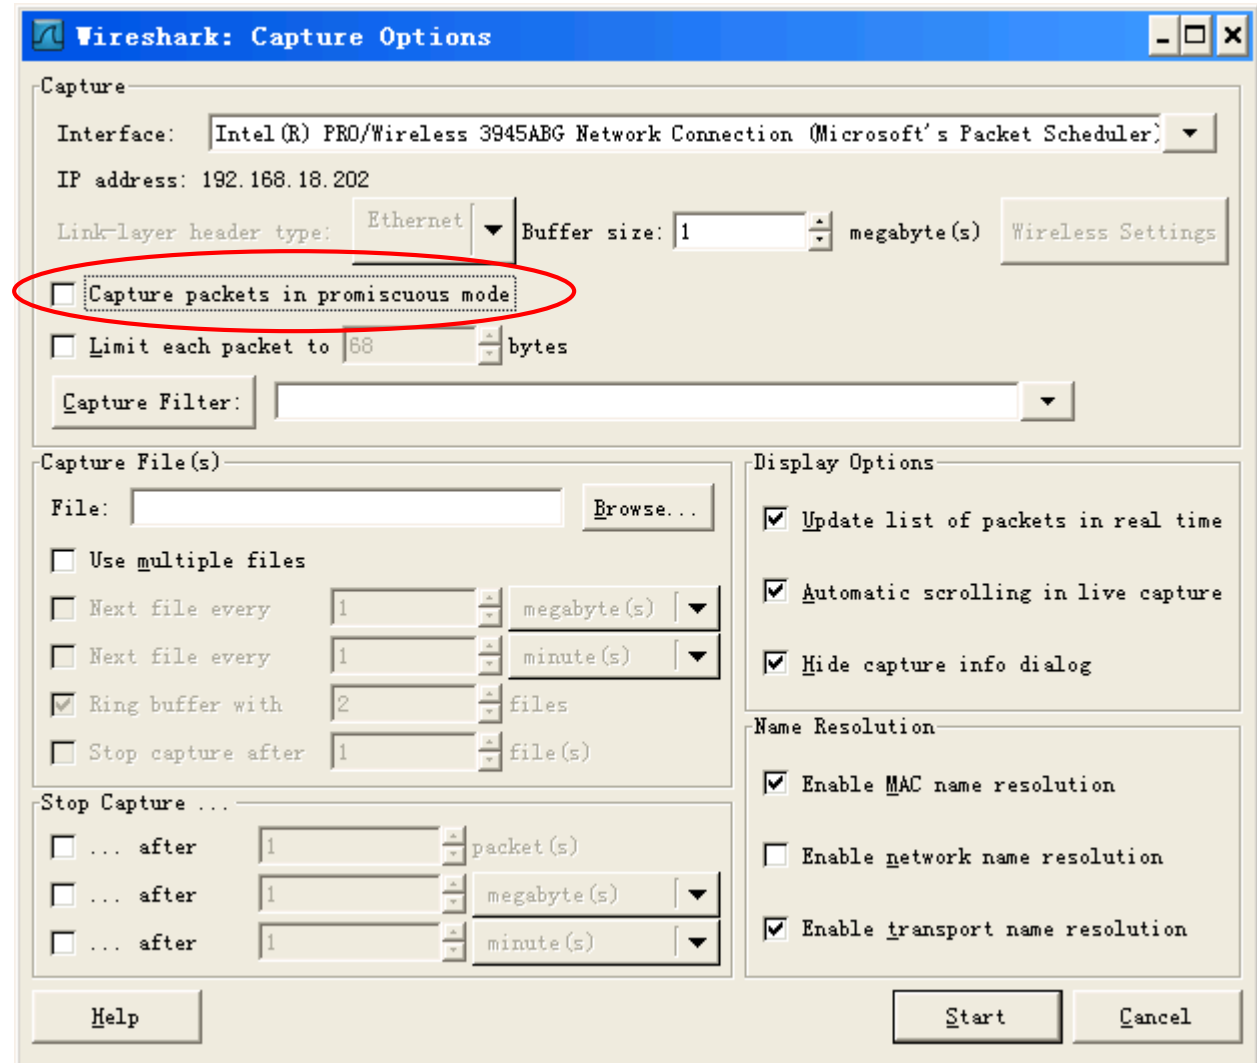 Wireshark: Capture Options
Capture
Interface: Intel(R) PRO/Wireless 3945ABG Network Connection (Microsoft's Packet Scheduler)
IP address: 192.168.18.202
Link-layer header type: Ethernet Buffer size: 1 megabyte(s) Wireless Settings
Capture packets in promiscuous mode
Limit each packet to 68 bytes
Capture Filter:
Capture File(s)
File: Browse...
Use multiple files
Next file every 1 megabyte(s)
Next file every 1 minute(s)
Ring buffer with 2 files
Stop capture after 1 file(s)
Stop Capture ...
... after 1 packet(s)
... after 1 megabyte(s)
... after 1 minute(s)
Display Options
Update list of packets in real time
Automatic scrolling in live capture
Hide capture info dialog
Name Resolution
Enable MAC name resolution
Enable network name resolution
Enable transport name resolution
Help Start Cancel